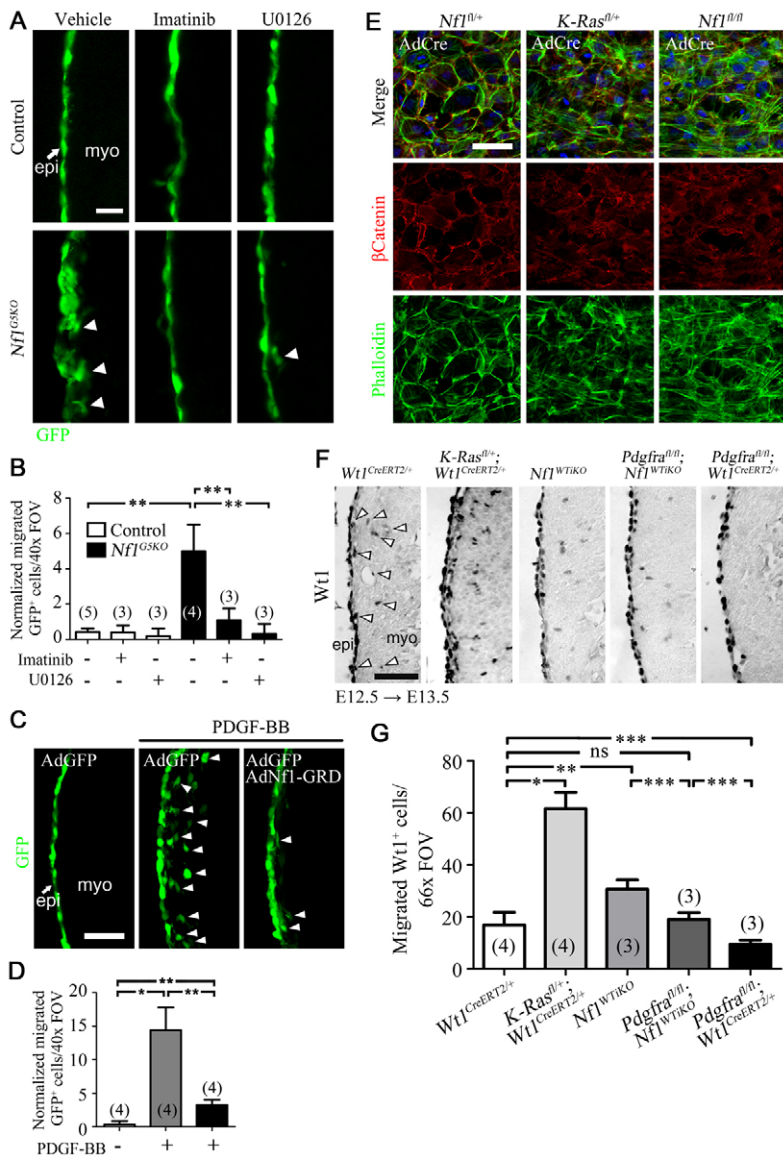 A
Vehicle Imatinib U0126
Control
epi myo
Nf1G5KO
GFP
B
Normalized migrated
GFP+ cells/40x FOV
8
6
4
2
0
** ** **
Control
Nf1G5KO
(5) (3) (3) (4) (3) (3)
Imatinib - + - - + -
U0126 - - + - - +
C
PDGF-BB
AdGFP AdGFP AdGFP
AdNf1-GRD
GFP
epi myo
D
Normalized migrated
GFP+ cells/40x FOV
20
15
10
5
0
**
* **
(4) (4) (4)
PDGF-BB - + +
E
Nf1fl/+ K-Rasfl/+ Nf1fl/fl
AdCre AdCre AdCre
Merge
βCatenin
Phalloidin
F
Wt1CreERT2/+
K-Rasfl/+;
Wt1CreERT2/+
Nf1WTiKO
Pdgfrafl/fl;
Nf1WTiKO
Pdgfrafl/fl;
Wt1CreERT2/+
Wt1
epi myo
E12.5 → E13.5
G
Migrated Wt1+ cells/
66x FOV
80
60
40
20
0
***
ns
**
* *** ***
(4) (4) (3) (3) (3)
Wt1CreERT2/+
K-Rasfl/+;
Wt1CreERT2/+
Nf1WTiKO
Pdgfrafl/fl;
Nf1WTiKO
Pdgfrafl/fl;
Wt1CreERT2/+